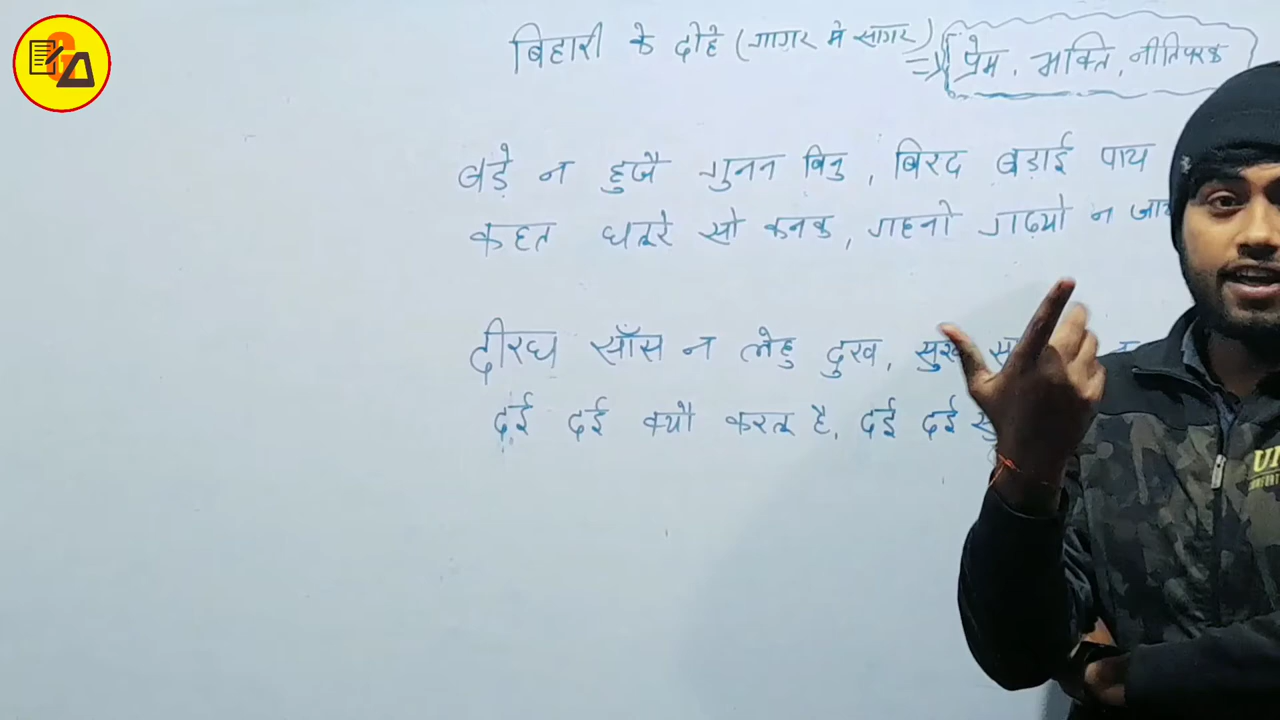 बिहारी के दोहे (गागर मे सागर) => प्रेम, भक्ति, नीतिपरक
बड़े न हुजै गुनन बिनु, बिरद बड़ाई पाय
कहत धतूरे सो कनक, गहनो गढ़्यो न जाय
दीरघ साँस न लेहु दुख, सुख
दई दई क्यौ करतु है, दई दई